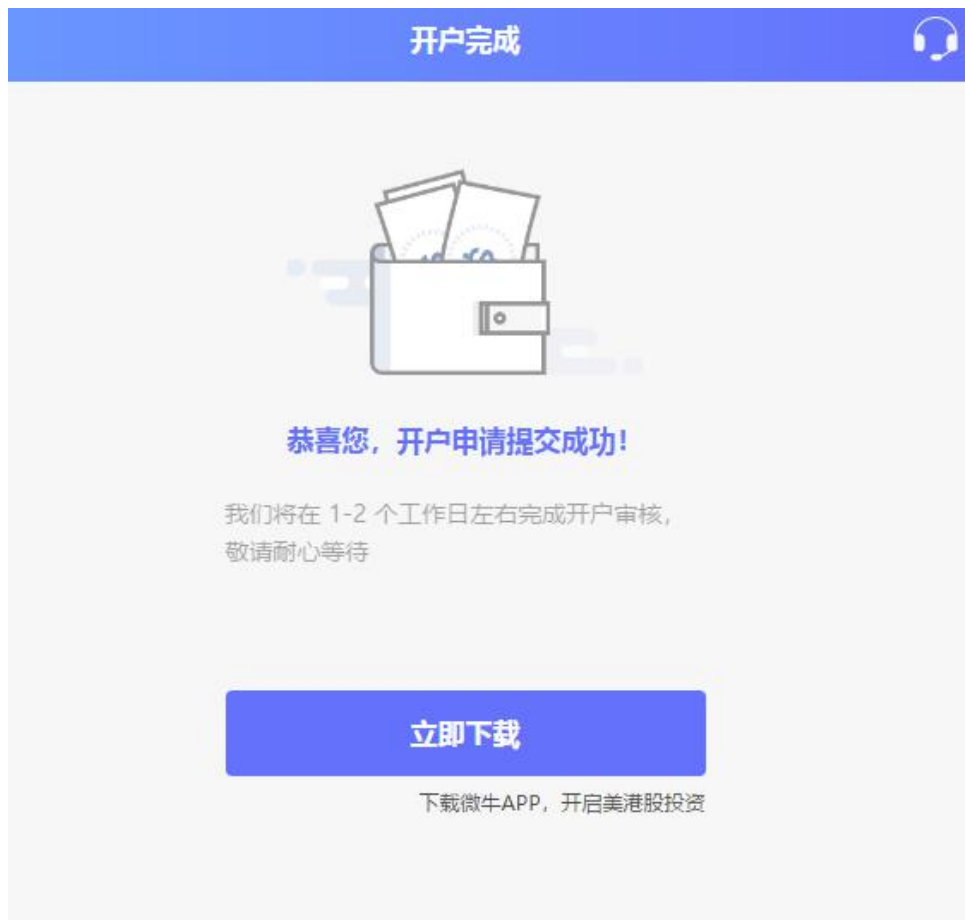 开户完成
恭喜您，开户申请提交成功！
我们将在 1-2 个工作日左右完成开户审核，
敬请耐心等待
立即下载
下载微牛APP，开启美港股投资